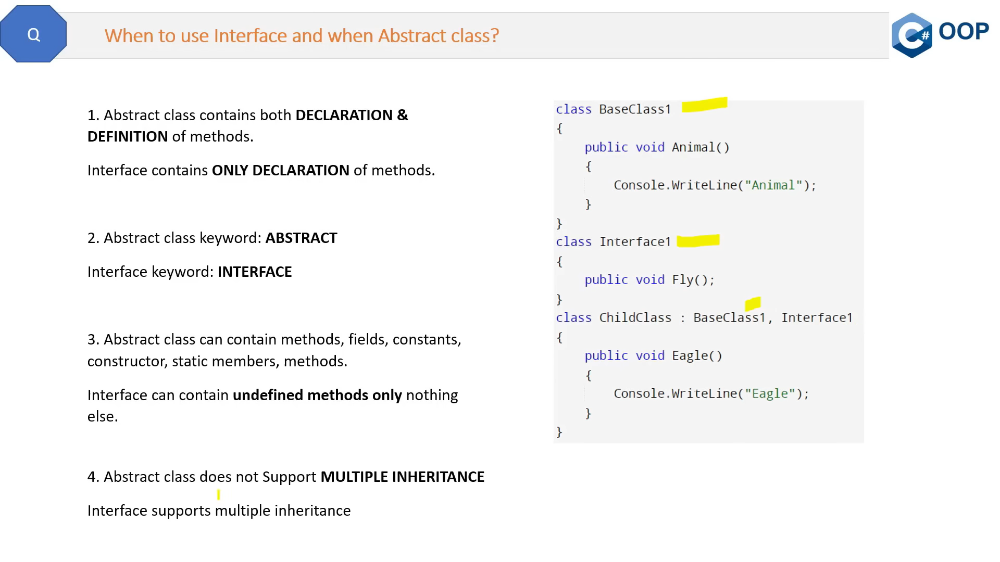 Q
When to use Interface and when Abstract class?
C# OOP
1. Abstract class contains both DECLARATION &
DEFINITION of methods.
Interface contains ONLY DECLARATION of methods.
2. Abstract class keyword: ABSTRACT
Interface keyword: INTERFACE
3. Abstract class can contain methods, fields, constants,
constructor, static members, methods.
Interface can contain undefined methods only nothing
else.
4. Abstract class does not Support MULTIPLE INHERITANCE
Interface supports multiple inheritance
class BaseClass1
{
public void Animal()
{
Console.WriteLine("Animal");
}
}
class Interface1
{
public void Fly();
}
class ChildClass : BaseClass1, Interface1
{
public void Eagle()
{
Console.WriteLine("Eagle");
}
}